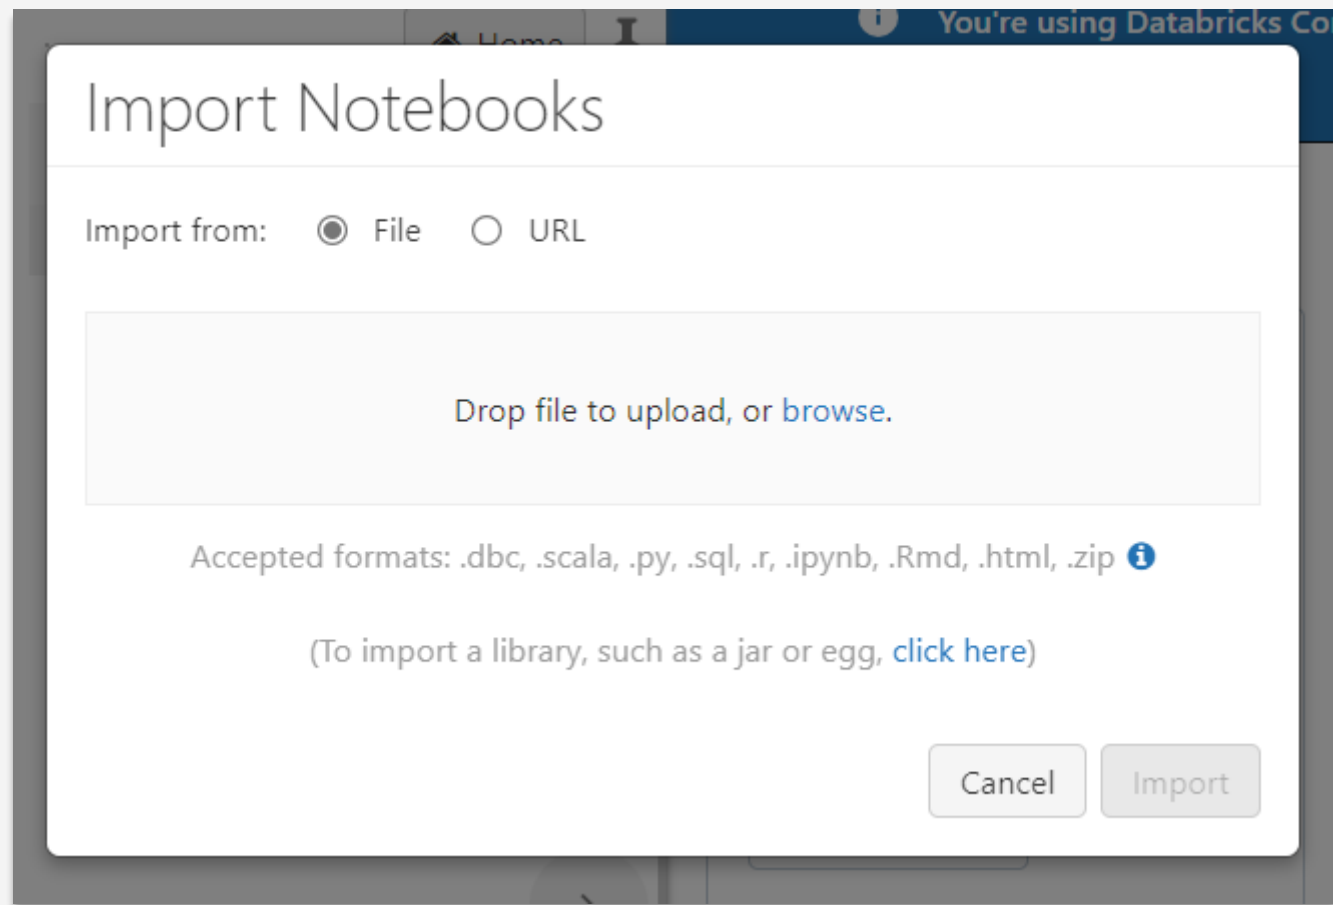 Home
You're using Databricks Co
Import Notebooks
Import from: File URL
Drop file to upload, or browse.
Accepted formats: .dbc, .scala, .py, .sql, .r, .ipynb, .Rmd, .html, .zip
(To import a library, such as a jar or egg, click here)
Cancel Import